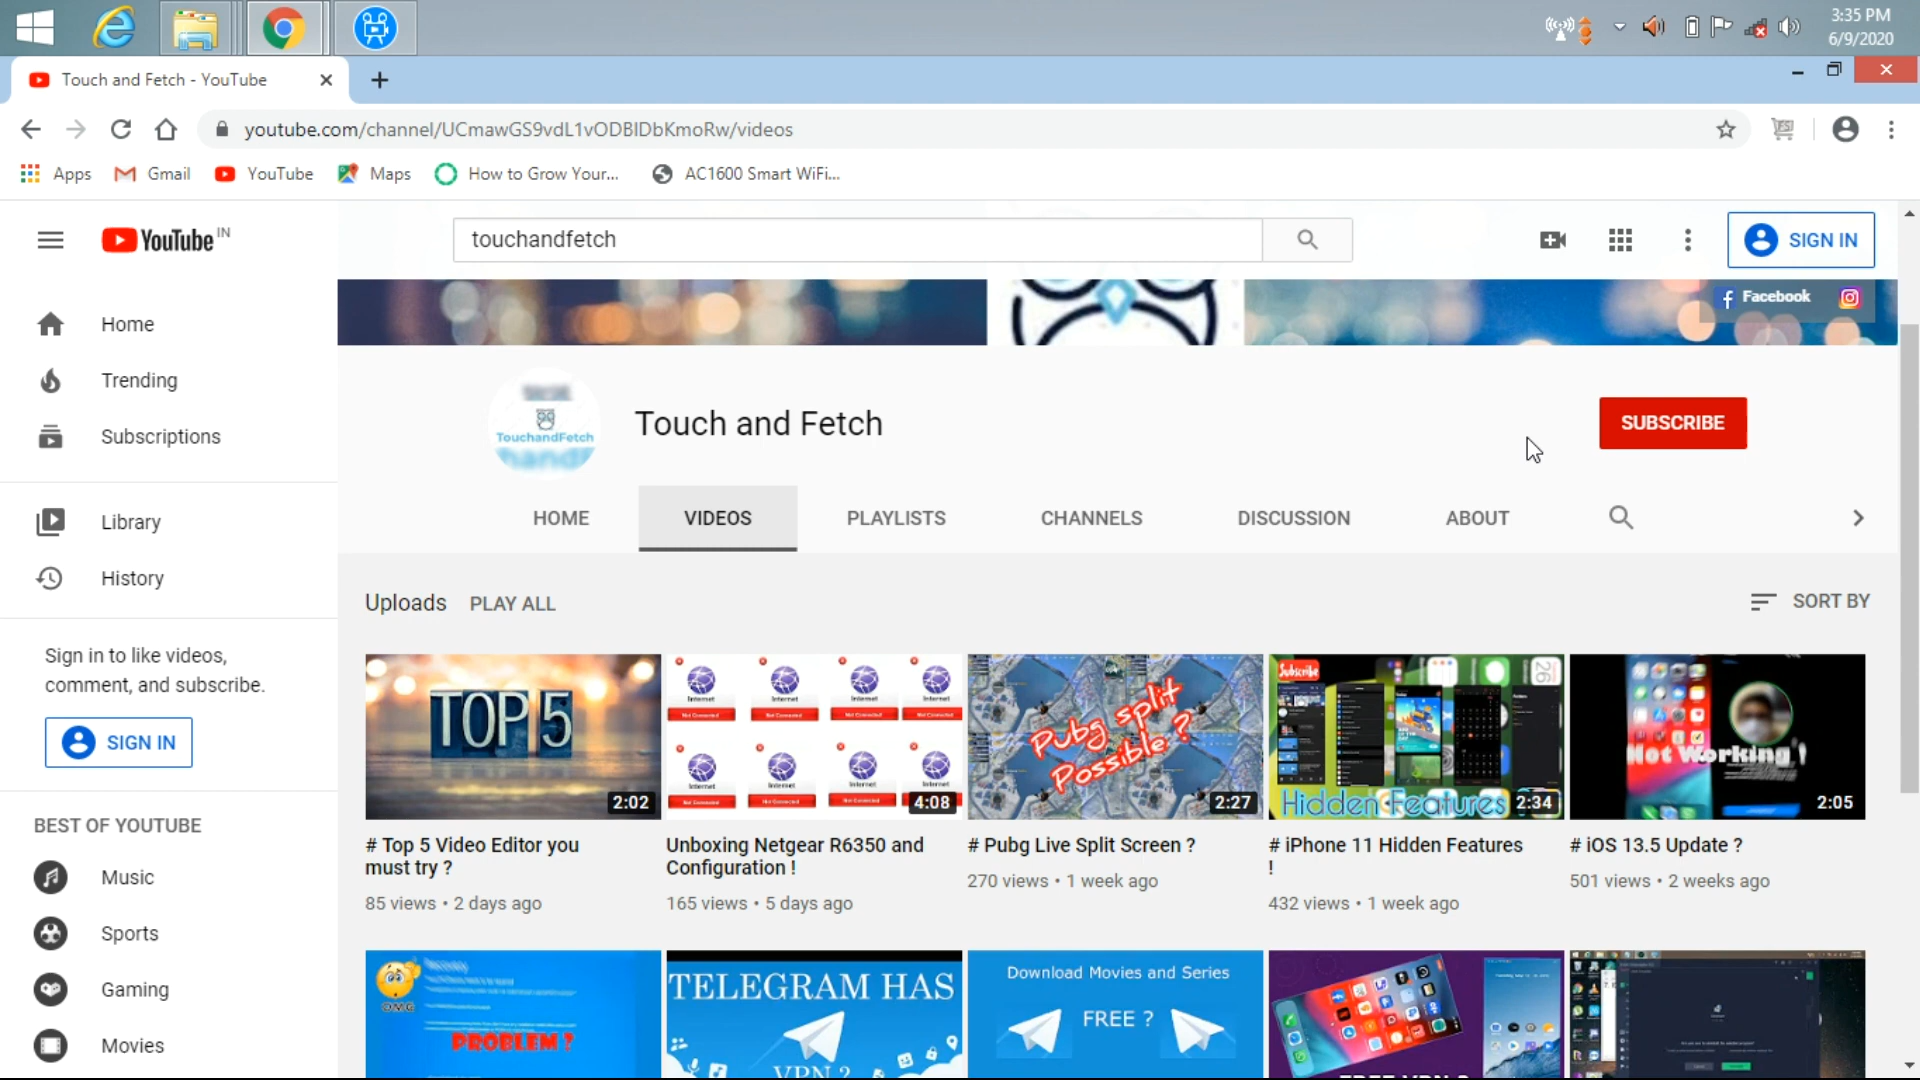 3:35 PM
6/9/2020
Touch and Fetch - YouTube
youtube.com/channel/UCmawGS9vdL1vODBIDbKmoRw/videos
Apps
Gmail
YouTube
Maps
How to Grow Your...
AC1600 Smart WiFi...
YouTube IN
touchandfetch
SIGN IN
Facebook
Home
Trending
Subscriptions
Library
History
Sign in to like videos,
comment, and subscribe.
SIGN IN
BEST OF YOUTUBE
Music
Sports
Gaming
Movies
TouchandFetch
Touch and Fetch
SUBSCRIBE
HOME
VIDEOS
PLAYLISTS
CHANNELS
DISCUSSION
ABOUT
Uploads
PLAY ALL
SORT BY
TOP 5
2:02
# Top 5 Video Editor you
must try ?
85 views • 2 days ago
Internet
Not Connected
4:08
Unboxing Netgear R6350 and
Configuration !
165 views • 5 days ago
Pubg split
Possible ?
2:27
# Pubg Live Split Screen ?
270 views • 1 week ago
Subscribe
Hidden Features
2:34
# iPhone 11 Hidden Features
!
432 views • 1 week ago
Not Working !
2:05
# iOS 13.5 Update ?
501 views • 2 weeks ago
OMG
PROBLEM ?
TELEGRAM HAS
VPN ?
Download Movies and Series
FREE ?
FREE VPN ?